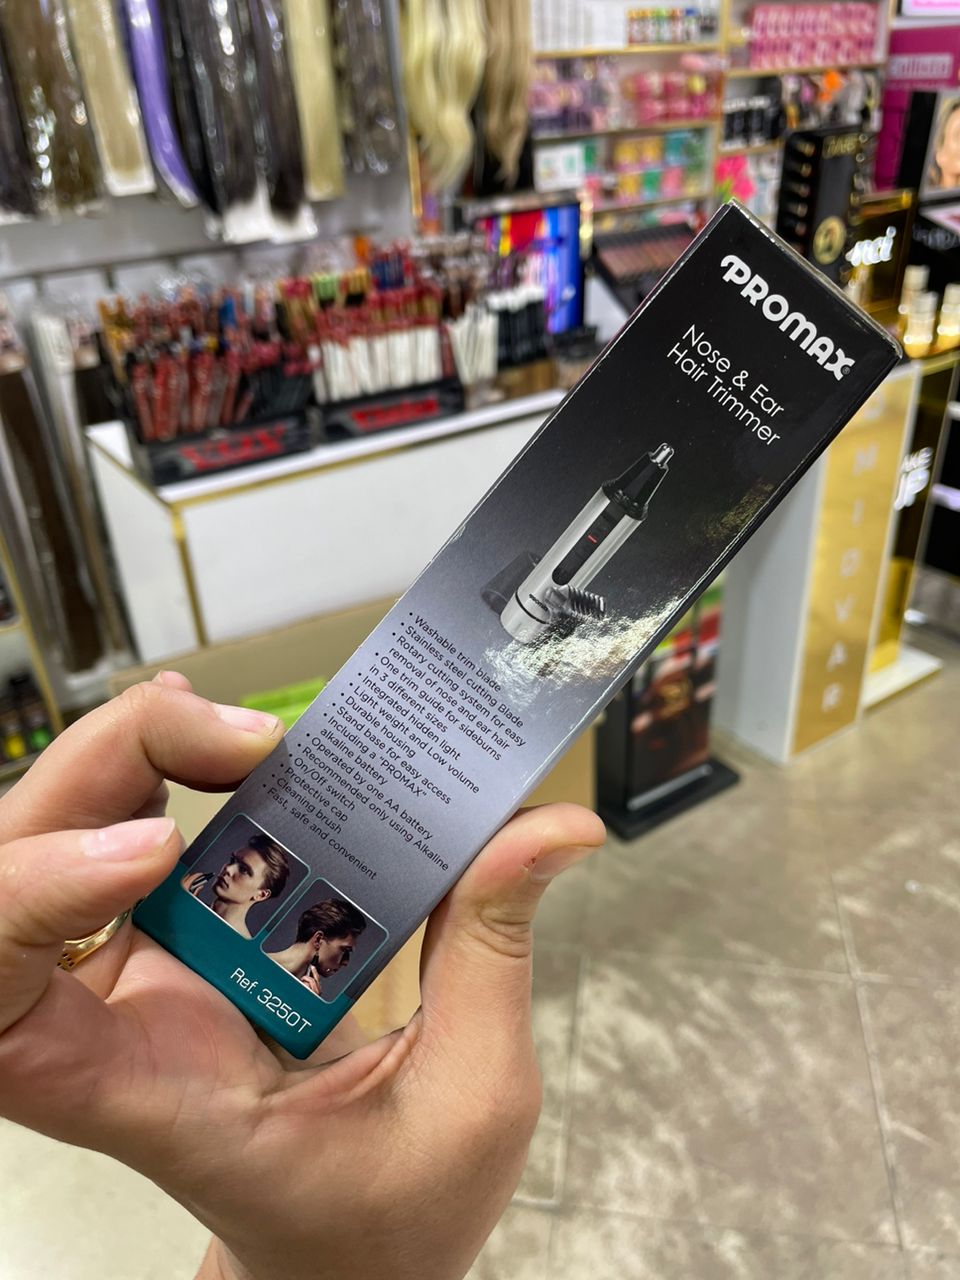 PROMAX®
Nose & Ear
Hair Trimmer
• Washable trim blade
• Stainless steel cutting Blade
• Rotary cutting system for easy
removal of nose and ear hair
• One trim guide for sideburns
in 3 different sizes
• Integrated hidden light
• Light weight and Low volume
• Durable housing
• Stand base for easy access
• Including a "PROMAX"
alkaline battery
• Operated by one AA battery
• Recommended only using Alkaline
• On/Off switch
• Protective cap
• Cleaning brush
• Fast, safe and convenient
Ref. 3250T